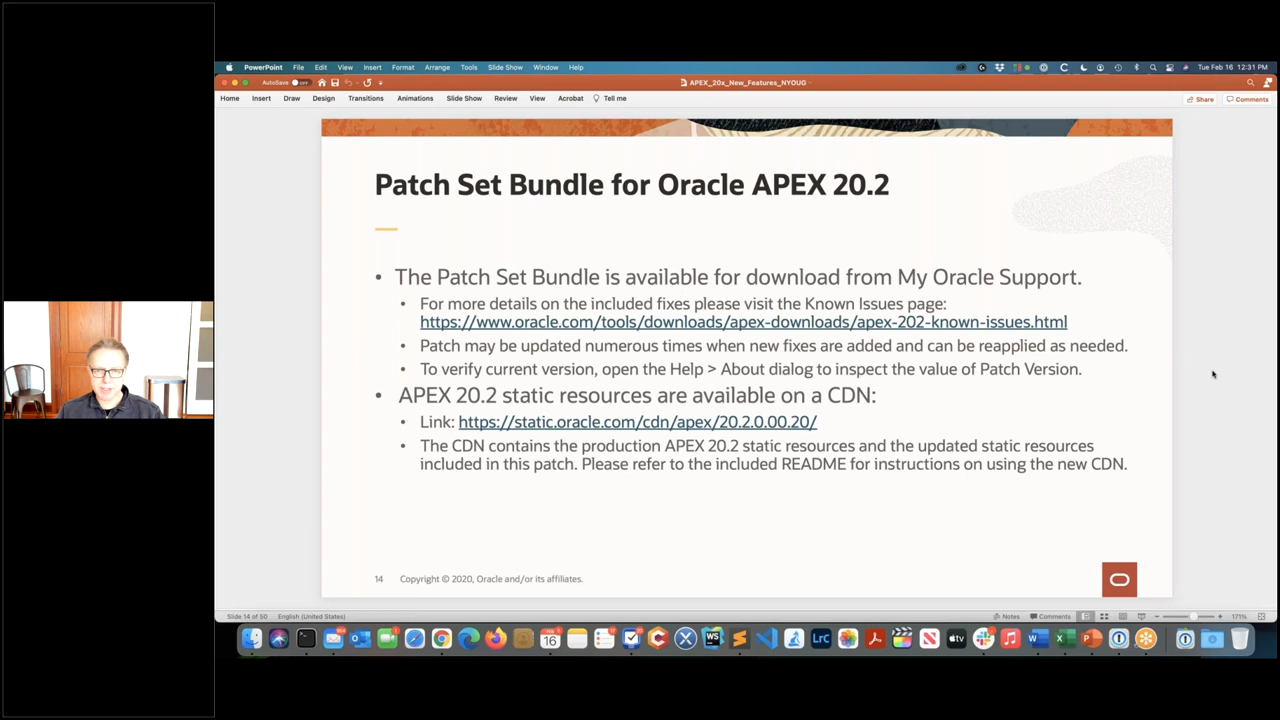 PowerPoint File Edit View Insert Format Arrange Tools Slide Show Window Help Tue Feb 16 12:31 PM
AutoSave OFF APEX_20x_New_Features_NYOUG
Home Insert Draw Design Transitions Animations Slide Show Review View Acrobat Tell me Share Comments
Patch Set Bundle for Oracle APEX 20.2
• The Patch Set Bundle is available for download from My Oracle Support.
• For more details on the included fixes please visit the Known Issues page:
https://www.oracle.com/tools/downloads/apex-downloads/apex-202-known-issues.html
• Patch may be updated numerous times when new fixes are added and can be reapplied as needed.
• To verify current version, open the Help > About dialog to inspect the value of Patch Version.
• APEX 20.2 static resources are available on a CDN:
• Link: https://static.oracle.com/cdn/apex/20.2.0.00.20/
• The CDN contains the production APEX 20.2 static resources and the updated static resources
included in this patch. Please refer to the included README for instructions on using the new CDN.
14 Copyright © 2020, Oracle and/or its affiliates.
Slide 14 of 50 English (United States) Notes Comments 171%
16 WS LrC tv